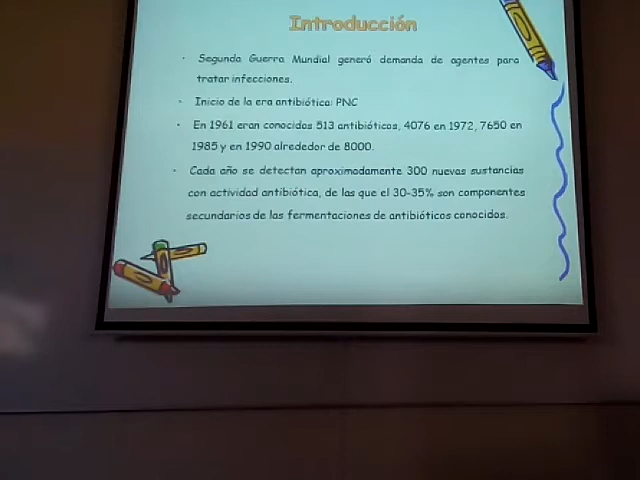 Introducción
• Segunda Guerra Mundial generó demanda de agentes para
tratar infecciones.
• Inicio de la era antibiótica: PNC
• En 1961 eran conocidos 513 antibióticos, 4076 en 1972, 7650 en
1985 y en 1990 alrededor de 8000.
• Cada año se detectan aproximadamente 300 nuevas sustancias
con actividad antibiótica, de las que el 30-35% son componentes
secundarios de las fermentaciones de antibióticos conocidos.